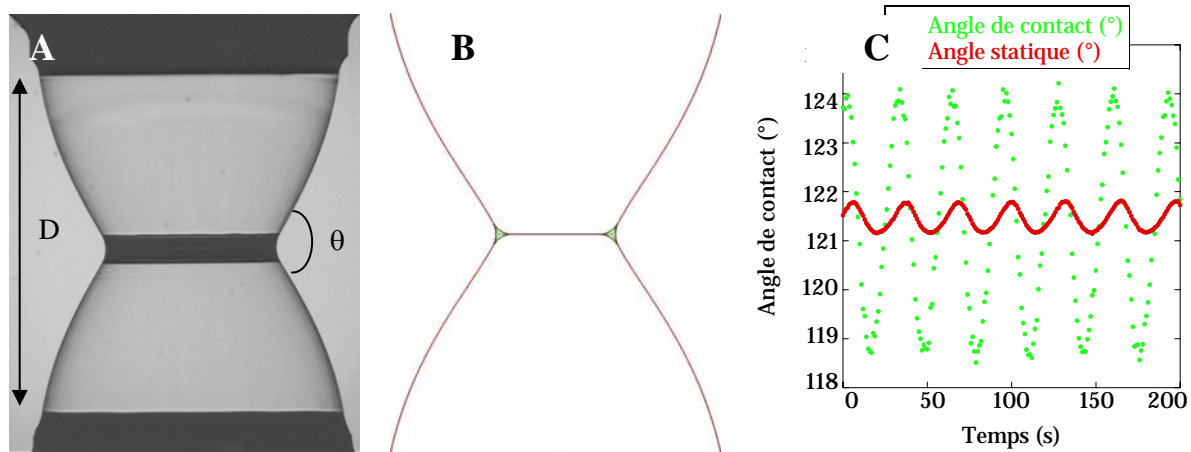 A
D
θ
B
C
Angle de contact (°)
Angle statique (°)
Angle de contact (°)
124
123
122
121
120
119
118
0
50
100
150
200
Temps (s)